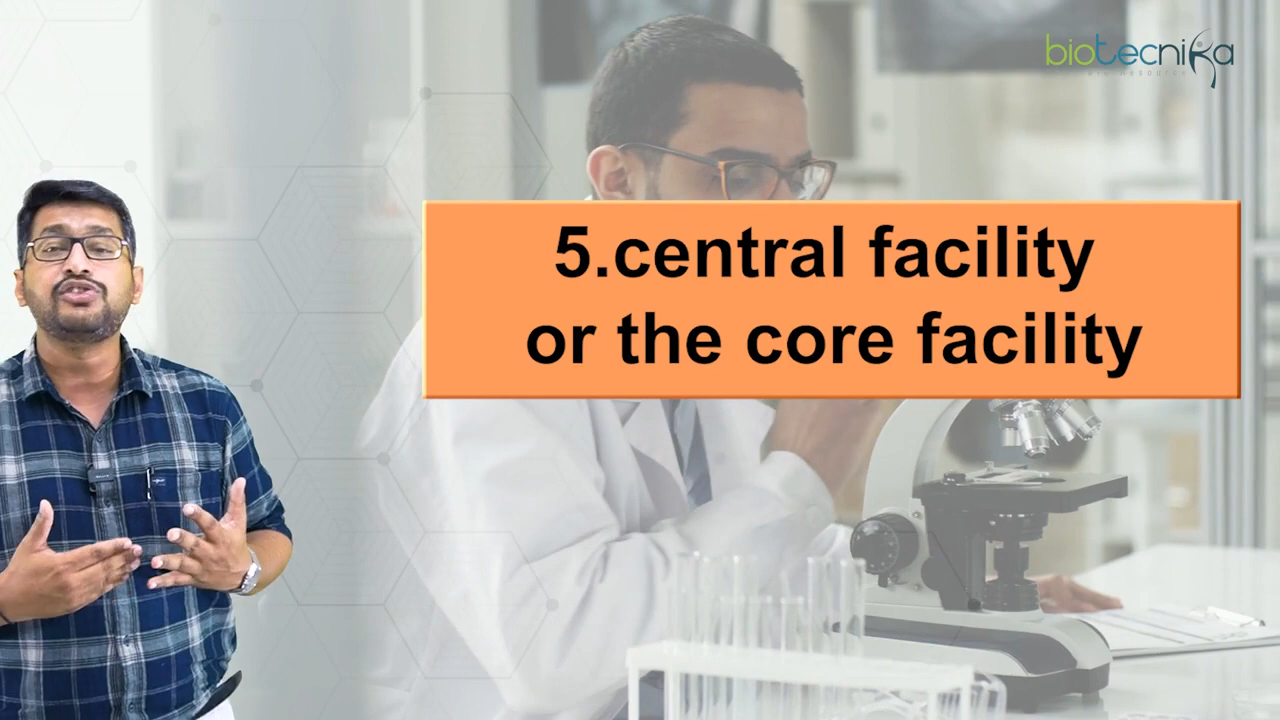 biotecnika
5.central facility
or the core facility